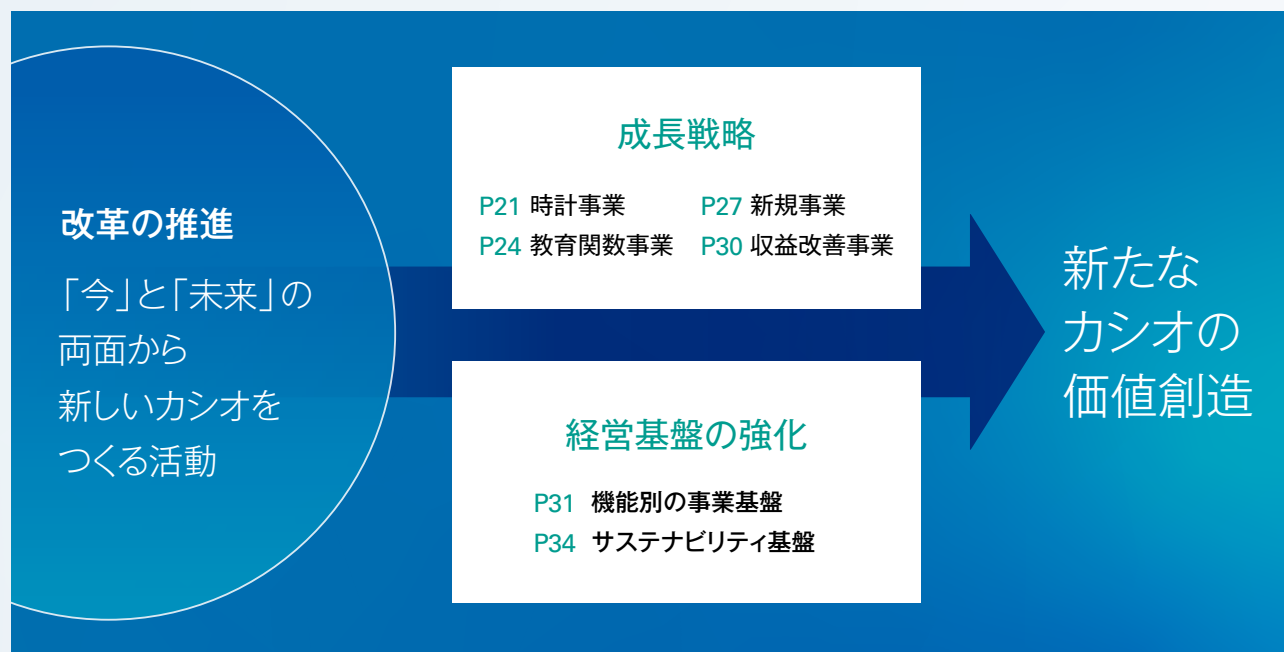 改革の推進
「今」と「未来」の
両面から
新しいカシオを
つくる活動
成長戦略
P21 時計事業 P27 新規事業
P24 教育関数事業 P30 収益改善事業
経営基盤の強化
P31 機能別の事業基盤
P34 サステナビリティ基盤
新たな
カシオの
価値創造